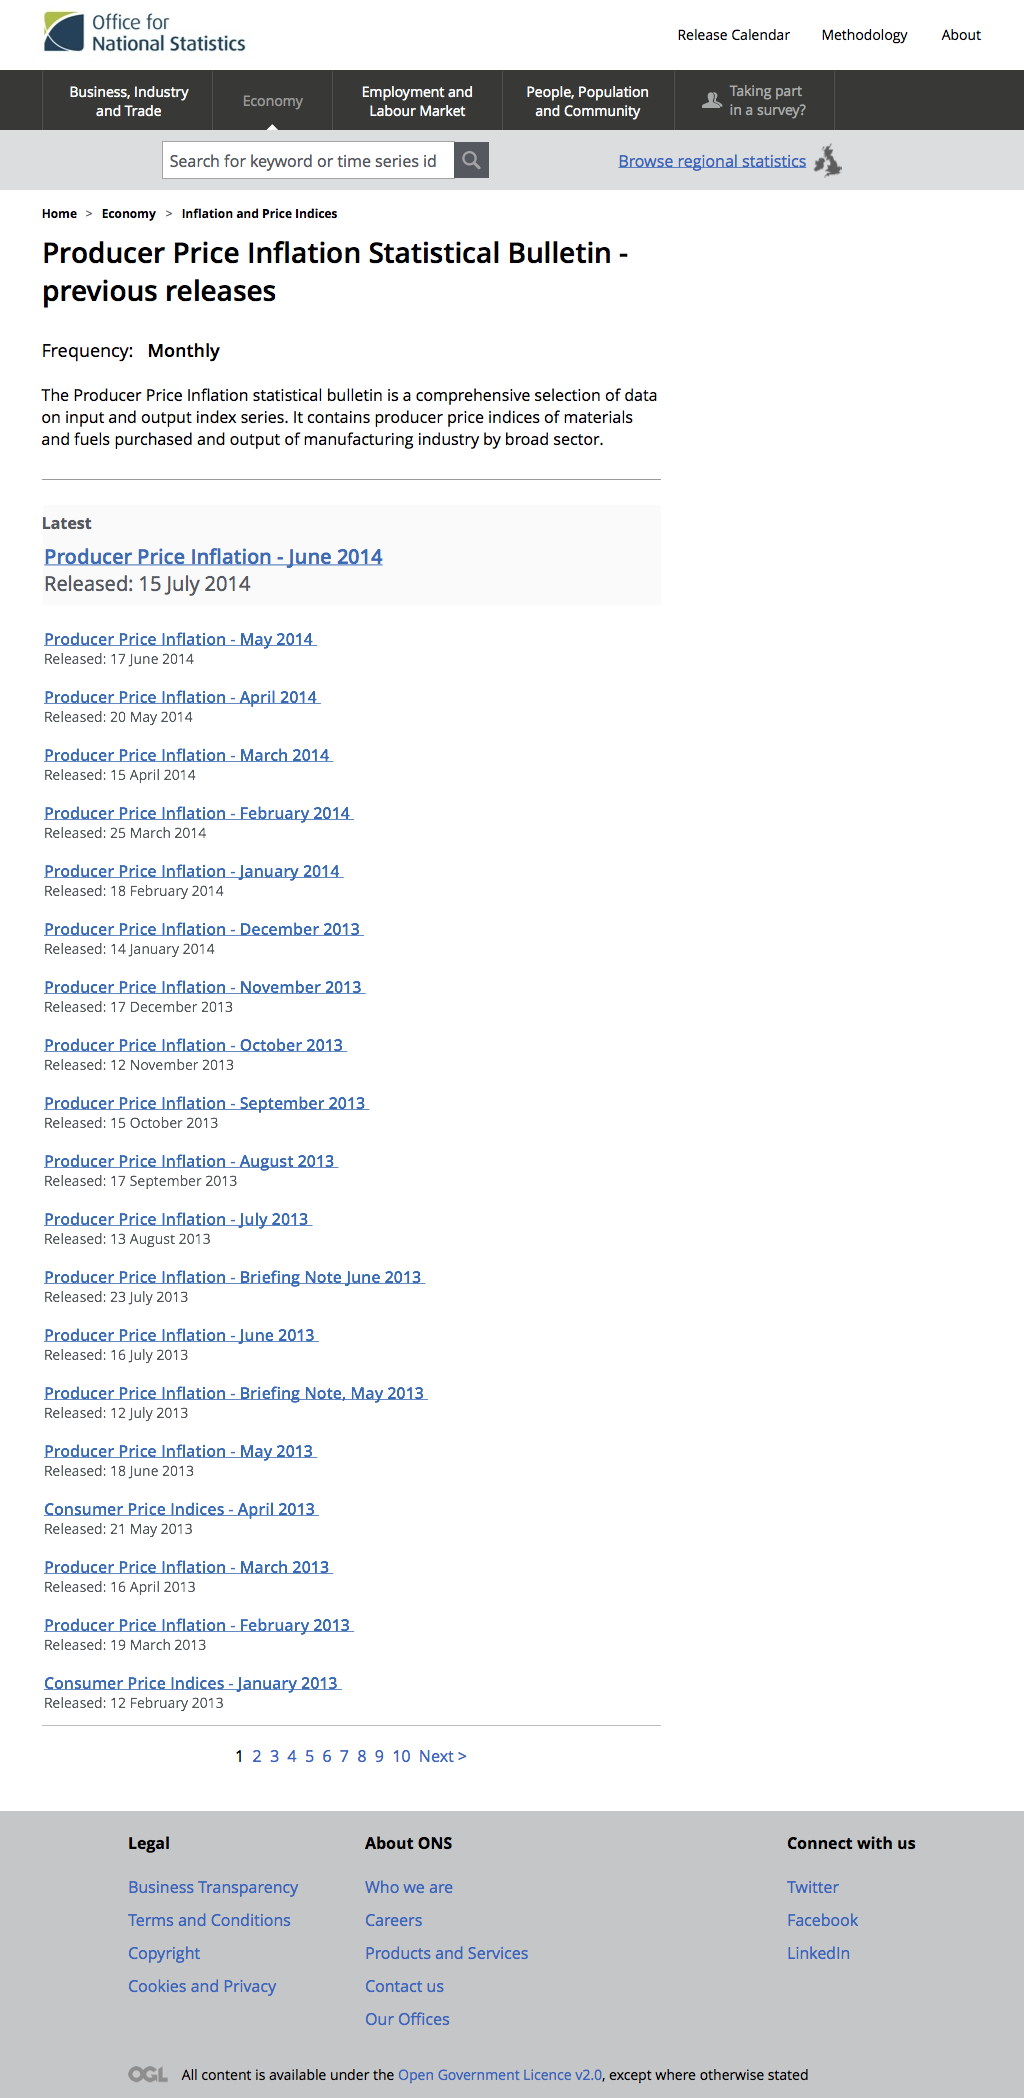 Office for
National Statistics
Release Calendar Methodology About
Business, Industry
and Trade
Economy
Employment and
Labour Market
People, Population
and Community
Taking part
in a survey?
Search for keyword or time series id
Browse regional statistics
Home > Economy > Inflation and Price Indices
Producer Price Inflation Statistical Bulletin -
previous releases
Frequency: Monthly
The Producer Price Inflation statistical bulletin is a comprehensive selection of data
on input and output index series. It contains producer price indices of materials
and fuels purchased and output of manufacturing industry by broad sector.
Latest
Producer Price Inflation - June 2014
Released: 15 July 2014
Producer Price Inflation - May 2014
Released: 17 June 2014
Producer Price Inflation - April 2014
Released: 20 May 2014
Producer Price Inflation - March 2014
Released: 15 April 2014
Producer Price Inflation - February 2014
Released: 25 March 2014
Producer Price Inflation - January 2014
Released: 18 February 2014
Producer Price Inflation - December 2013
Released: 14 January 2014
Producer Price Inflation - November 2013
Released: 17 December 2013
Producer Price Inflation - October 2013
Released: 12 November 2013
Producer Price Inflation - September 2013
Released: 15 October 2013
Producer Price Inflation - August 2013
Released: 17 September 2013
Producer Price Inflation - July 2013
Released: 13 August 2013
Producer Price Inflation - Briefing Note June 2013
Released: 23 July 2013
Producer Price Inflation - June 2013
Released: 16 July 2013
Producer Price Inflation - Briefing Note, May 2013
Released: 12 July 2013
Producer Price Inflation - May 2013
Released: 18 June 2013
Consumer Price Indices - April 2013
Released: 21 May 2013
Producer Price Inflation - March 2013
Released: 16 April 2013
Producer Price Inflation - February 2013
Released: 19 March 2013
Consumer Price Indices - January 2013
Released: 12 February 2013
1 2 3 4 5 6 7 8 9 10 Next >
Legal
Business Transparency
Terms and Conditions
Copyright
Cookies and Privacy
About ONS
Who we are
Careers
Products and Services
Contact us
Our Offices
Connect with us
Twitter
Facebook
LinkedIn
OGL All content is available under the Open Government Licence v2.0, except where otherwise stated